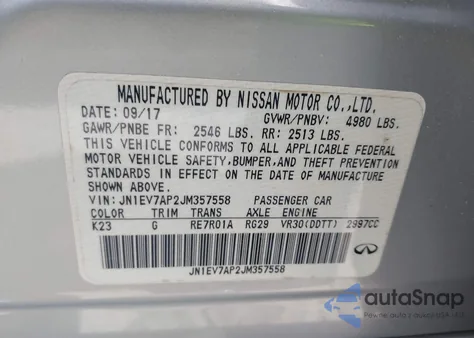 MANUFACTURED BY NISSAN MOTOR CO.,LTD.
DATE: 09/17 GVWR/PNBV: 4980 LBS.
GAWR/PNBE FR: 2546 LBS. RR: 2513 LBS.
THIS VEHICLE CONFORMS TO ALL APPLICABLE FEDERAL
MOTOR VEHICLE SAFETY, BUMPER, AND THEFT PREVENTION
STANDARDS IN EFFECT ON THE DATE OF MANUFACTURE
SHOWN ABOVE.
VIN: JN1EV7AP2JM357558 PASSENGER CAR
COLOR TRIM TRANS AXLE ENGINE
K23 G RE7R01A RG29 VR30(DDTT) 2997CC
JN1EV7AP2JM357558
autoSnap